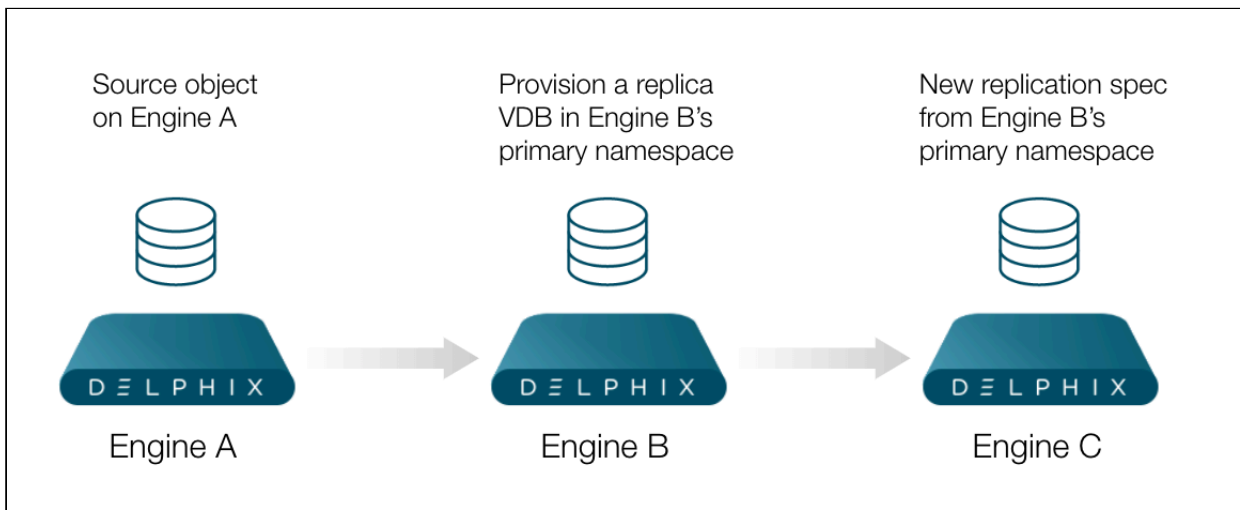 Source object
on Engine A
Provision a replica
VDB in Engine B's
primary namespace
New replication spec
from Engine B's
primary namespace
DELPHIX
DELPHIX
DELPHIX
Engine A
Engine B
Engine C